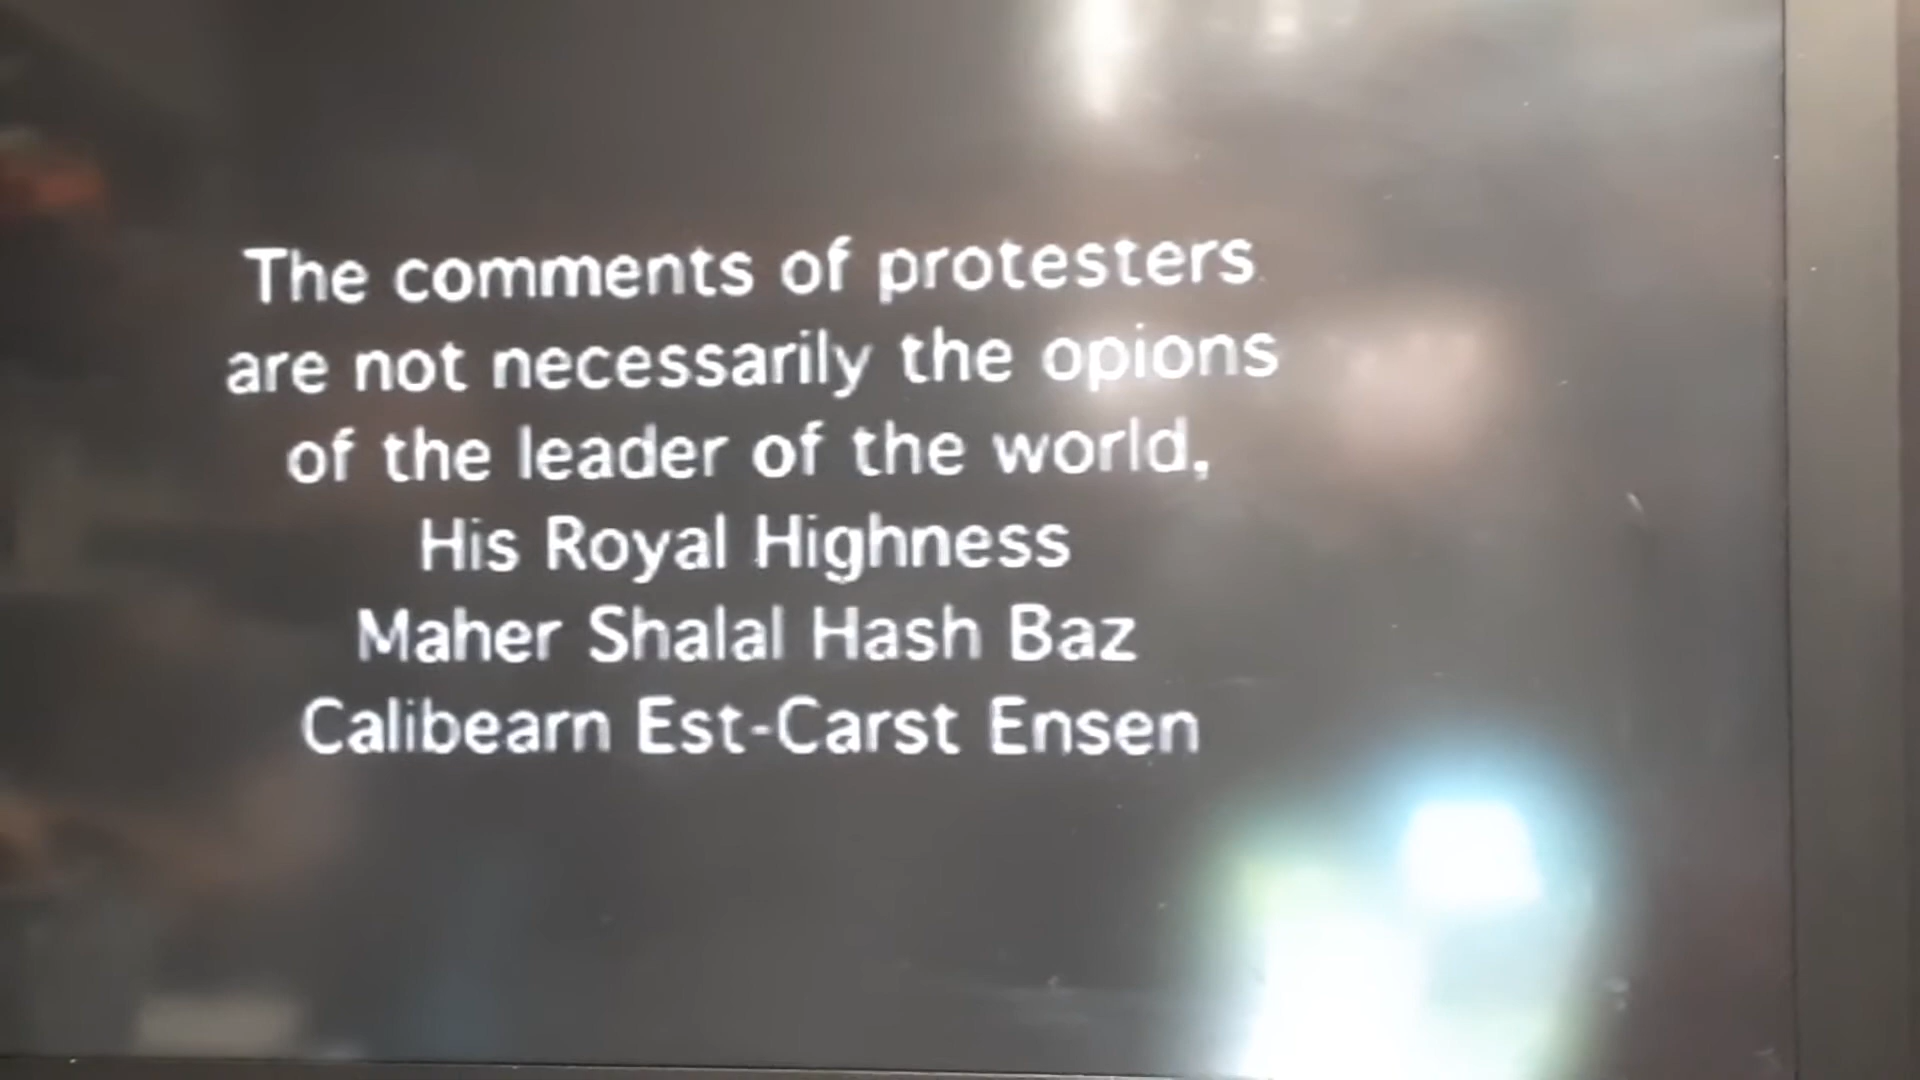 The comments of protesters
are not necessarily the opions
of the leader of the world,
His Royal Highness
Maher Shalal Hash Baz
Calibearn Est-Carst Ensen